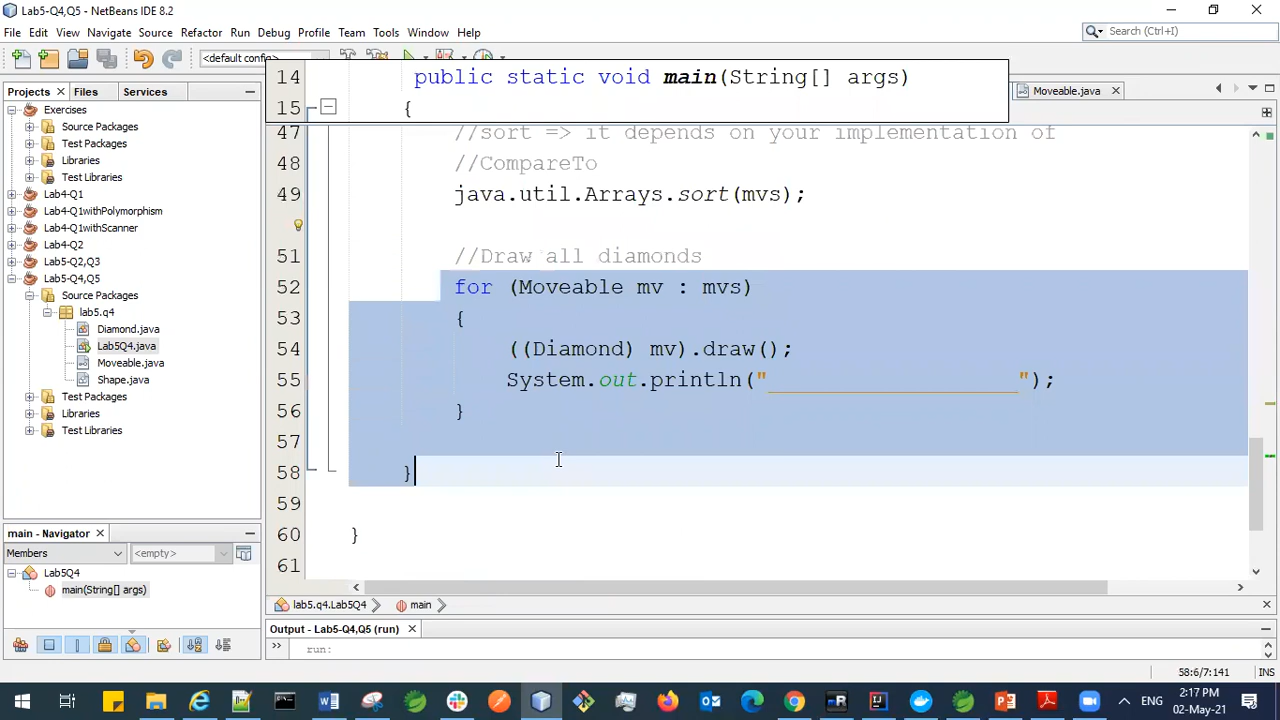 Lab5-Q4,Q5 - NetBeans IDE 8.2
File Edit View Navigate Source Refactor Run Debug Profile Team Tools Window Help
Search (Ctrl+I)
<default config>
Projects Files Services
Moveable.java
Exercises
Source Packages
Test Packages
Libraries
Test Libraries
Lab4-Q1
Lab4-Q1withPolymorphism
Lab4-Q1withScanner
Lab4-Q2
Lab5-Q2,Q3
Lab5-Q4,Q5
Source Packages
lab5.q4
Diamond.java
Lab5Q4.java
Moveable.java
Shape.java
Test Packages
Libraries
Test Libraries
main - Navigator
Members
<empty>
Lab5Q4
main(String[] args)
14 public static void main(String[] args)
15 {
47 //sort => it depends on your implementation of
48 //CompareTo
49 java.util.Arrays.sort(mvs);
51 //Draw all diamonds
52 for (Moveable mv : mvs)
53 {
54 ((Diamond) mv).draw();
55 System.out.println("___________________");
56 }
57
58 }
59
60 }
61
lab5.q4.Lab5Q4 main
Output - Lab5-Q4,Q5 (run)
run:
58:6/7:141 INS
ENG
2:17 PM
02-May-21